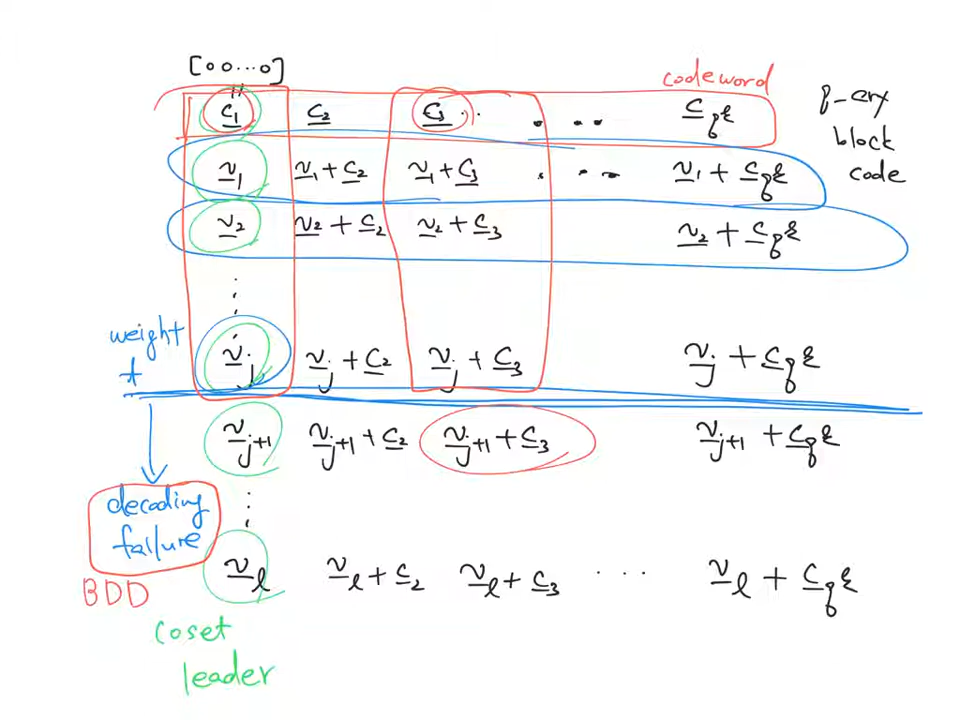 [00...0]
codeword
c1 c2 c3 .. . . . c_q^k
q-ary
block
code
v1 v1 + c2 v1 + c3 . . . v1 + c_q^k
v2 v2 + c2 v2 + c3 v2 + c_q^k
⋮
weight
t
vj vj + c2 vj + c3 vj + c_q^k
vj+1 vj+1 + c2 vj+1 + c3 vj+1 + c_q^k
decoding
failure
⋮
BDD
vl vl + c2 vl + c3 ... vl + c_q^k
coset
leader